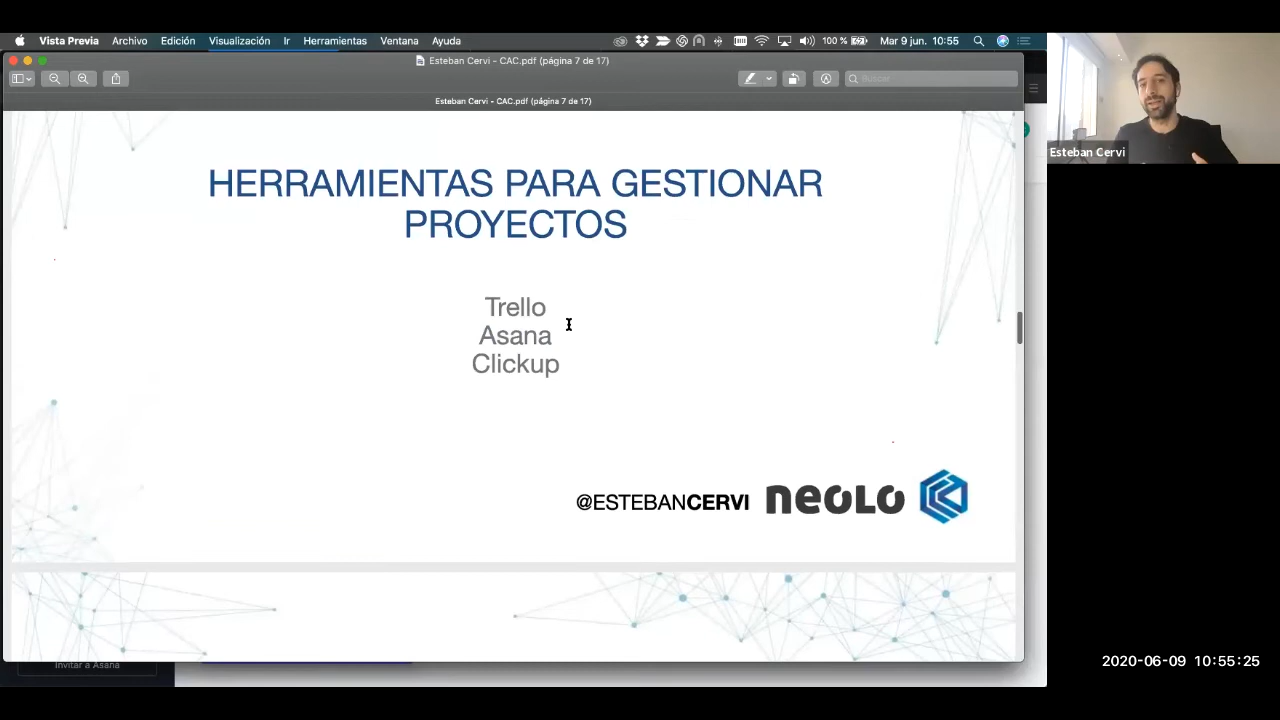 Vista Previa Archivo Edición Visualización Ir Herramientas Ventana Ayuda 100 % Mar 9 jun. 10:55
Esteban Cervi - CAC.pdf (página 7 de 17)
Buscar
Esteban Cervi - CAC.pdf (página 7 de 17)
Esteban Cervi
HERRAMIENTAS PARA GESTIONAR
PROYECTOS
Trello
Asana
Clickup
@ESTEBANCERVI neolo
Invitar a Asana
2020-06-09 10:55:25